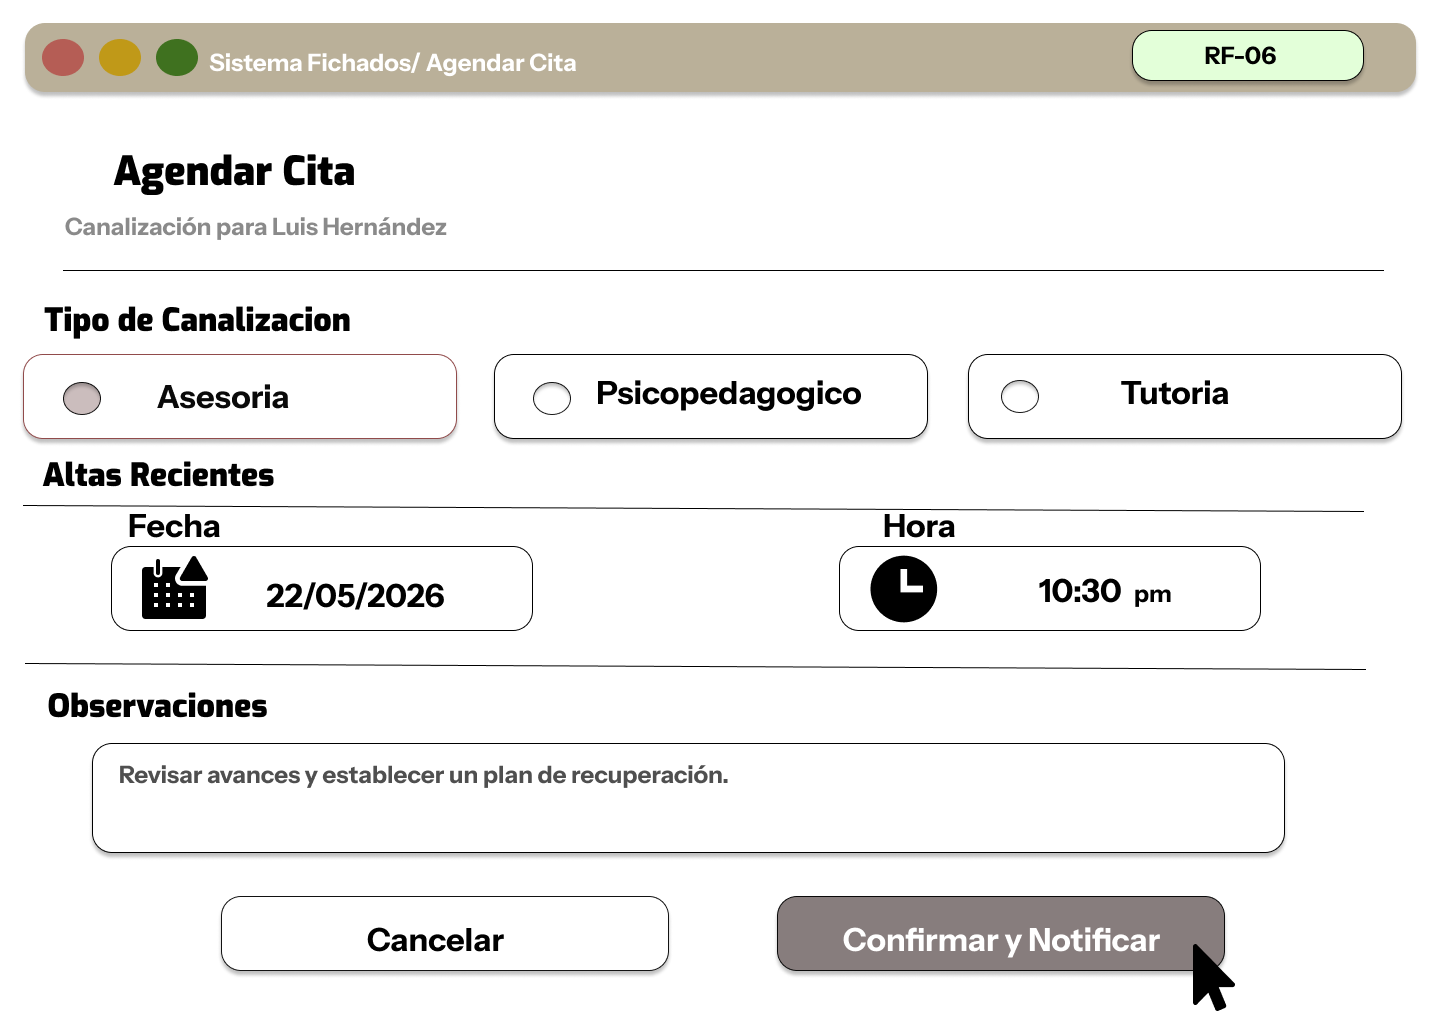 Sistema Fichados/ Agendar Cita
RF-06
Agendar Cita
Canalización para Luis Hernández
Tipo de Canalizacion
Asesoria
Psicopedagogico
Tutoria
Altas Recientes
Fecha
Hora
22/05/2026
10:30 pm
Observaciones
Revisar avances y establecer un plan de recuperación.
Cancelar
Confirmar y Notificar